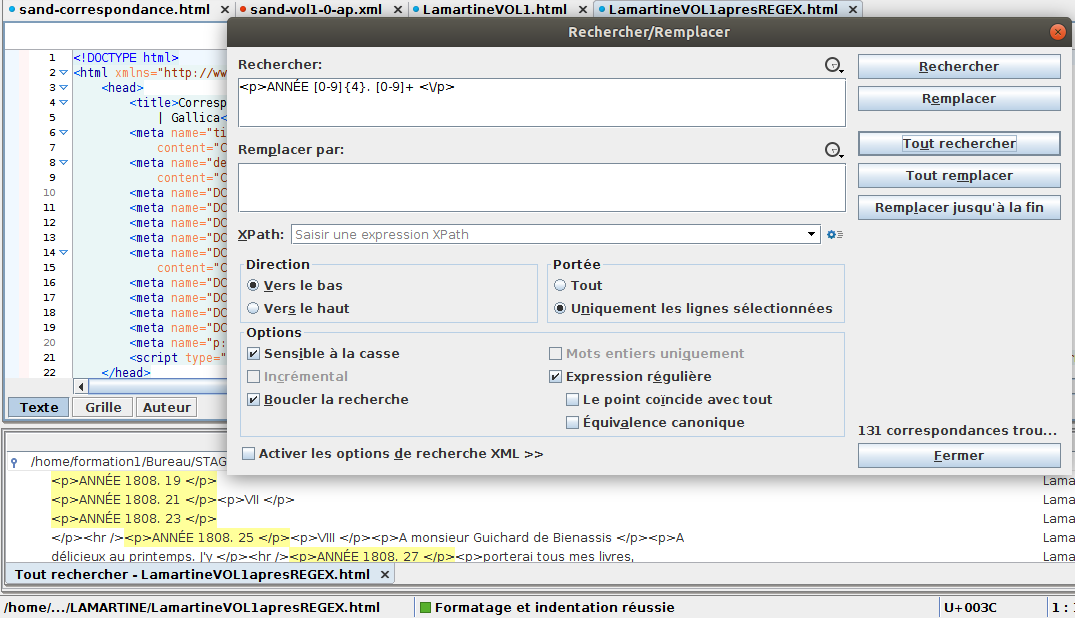 sand-correspondance.html × sand-vol1-0-ap.xml × LamartineVOL1.html × LamartineVOL1apresREGEX.html ×
Rechercher/Remplacer
1 <!DOCTYPE html>
2 <html xmlns="http://ww
3 <head>
4 <title>Corresp
5 | Gallica<
6 <meta name="ti
7 content="C
8 <meta name="de
9 content="C
10 <meta name="DC
11 <meta name="DC
12 <meta name="DC
13 <meta name="DC
14 <meta name="DC
15 content="C
16 <meta name="DC
17 <meta name="DC
18 <meta name="DC
19 <meta name="DC
20 <meta name="p:
21 <script type="
22 </head>
Texte Grille Auteur
Rechercher:
<p>ANNÉE [0-9]{4}. [0-9]+ <\/p>
Remplacer par:
XPath: Saisir une expression XPath
Direction
Vers le bas
Vers le haut
Portée
Tout
Uniquement les lignes sélectionnées
Options
Sensible à la casse
Incrémental
Boucler la recherche
Mots entiers uniquement
Expression régulière
Le point coïncide avec tout
Équivalence canonique
Activer les options de recherche XML >>
Rechercher
Remplacer
Tout rechercher
Tout remplacer
Remplacer jusqu'à la fin
131 correspondances trou...
Fermer
/home/formation1/Bureau/STAG
<p>ANNÉE 1808. 19 </p> Lama
<p>ANNÉE 1808. 21 </p><p>VII </p> Lama
<p>ANNÉE 1808. 23 </p> Lama
</p><hr /><p>ANNÉE 1808. 25 </p><p>VIII </p><p>A monsieur Guichard de Bienassis </p><p>A Lama
délicieux au printemps. J'y </p><hr /><p>ANNÉE 1808. 27 </p><p>porterai tous mes livres, Lama
Tout rechercher - LamartineVOL1apresREGEX.html ×
/home/.../LAMARTINE/LamartineVOL1apresREGEX.html Formatage et indentation réussie U+003C 1 :